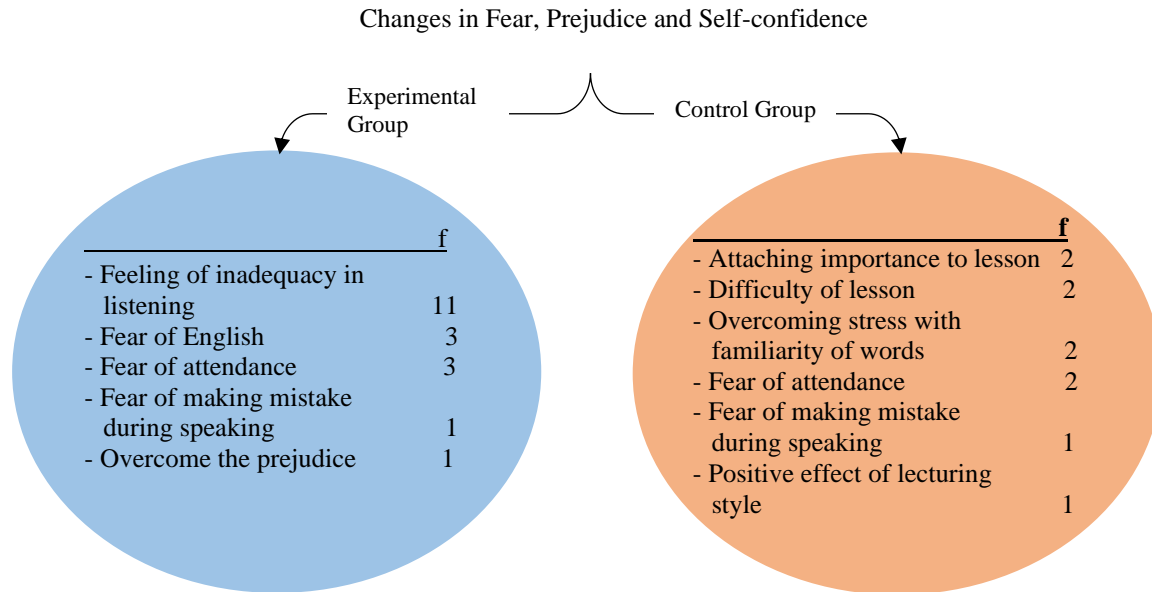 Changes in Fear, Prejudice and Self-confidence
Experimental
Group
Control Group
f
- Feeling of inadequacy in
listening 11
- Fear of English 3
- Fear of attendance 3
- Fear of making mistake
during speaking 1
- Overcome the prejudice 1
f
- Attaching importance to lesson 2
- Difficulty of lesson 2
- Overcoming stress with
familiarity of words 2
- Fear of attendance 2
- Fear of making mistake
during speaking 1
- Positive effect of lecturing
style 1